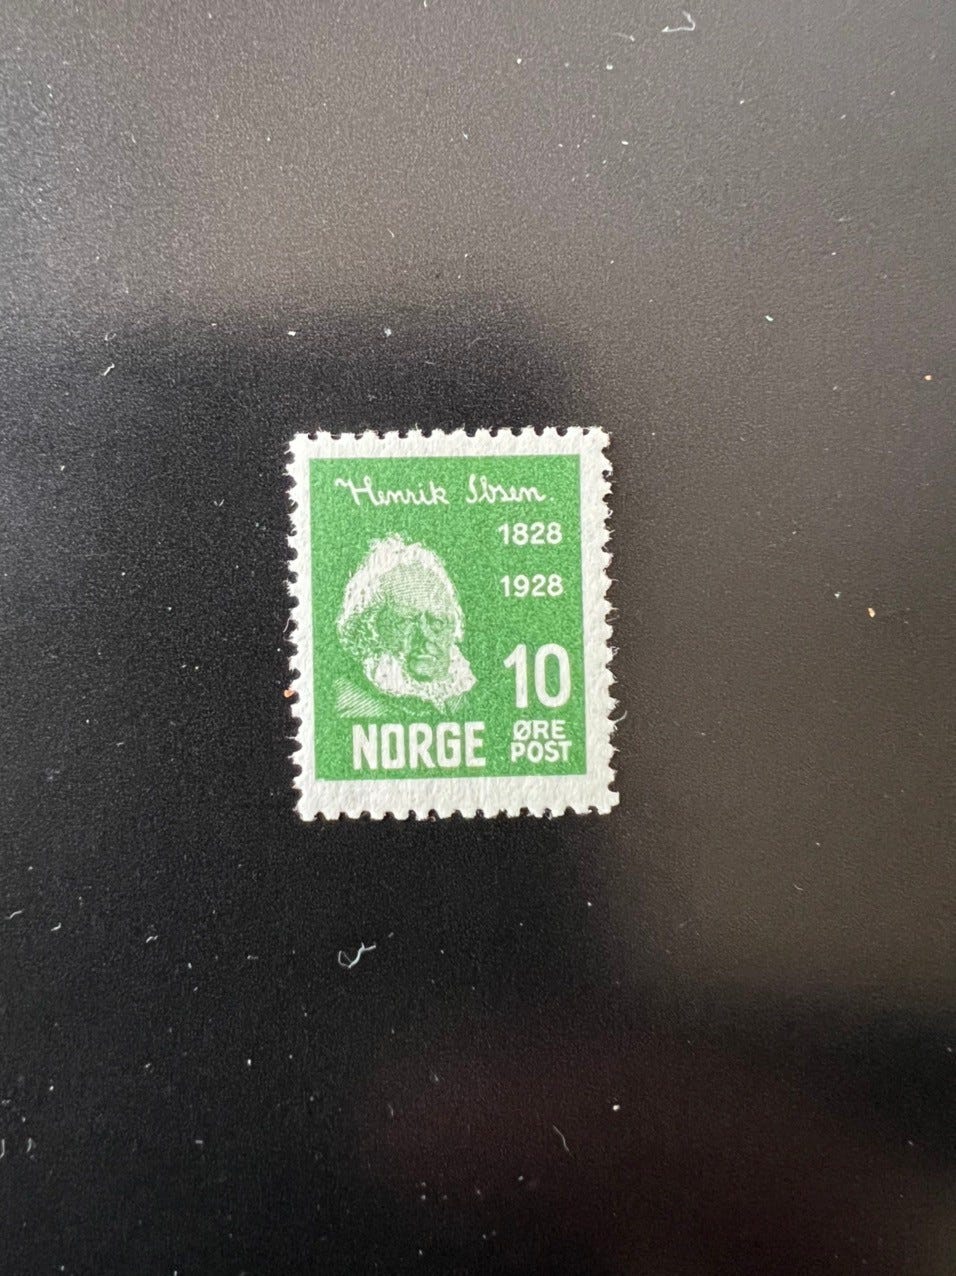 Henrik Ibsen.
1828
1928
10
ØRE
NORGE POST